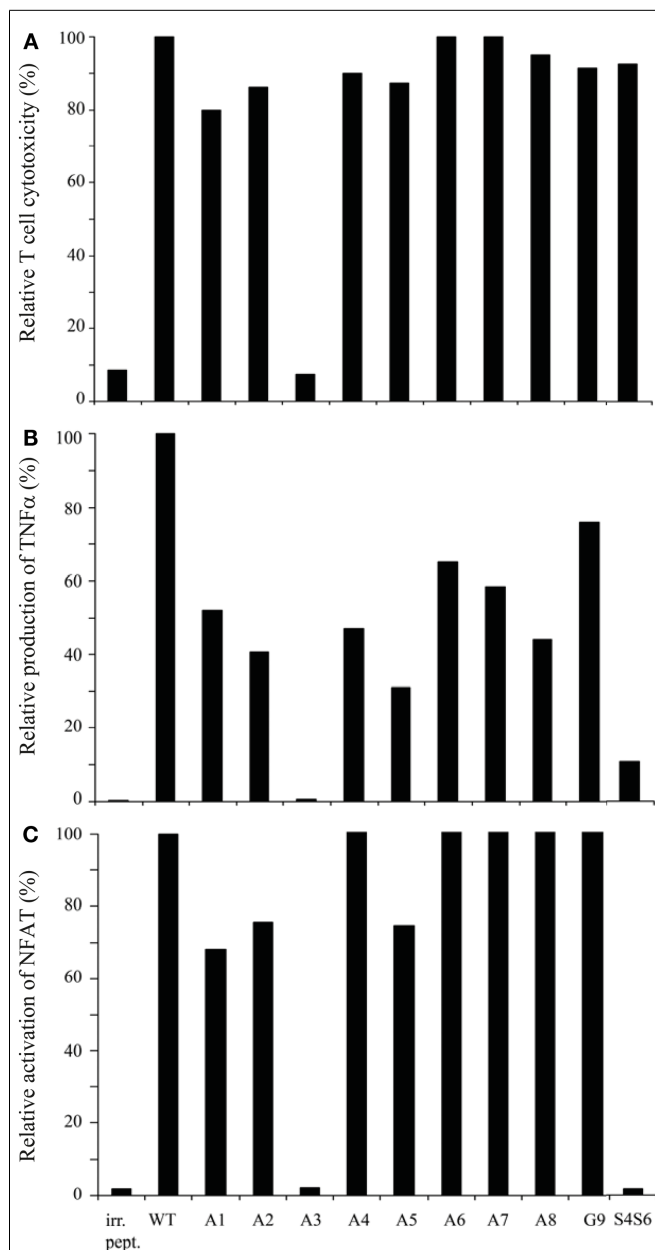 A
Relative T cell cytotoxicity (%)
100
80
60
40
20
0
B
Relative production of TNFα (%)
100
80
60
40
20
0
C
Relative activation of NFAT (%)
100
80
60
40
20
0
irr. pept. WT A1 A2 A3 A4 A5 A6 A7 A8 G9 S4S6